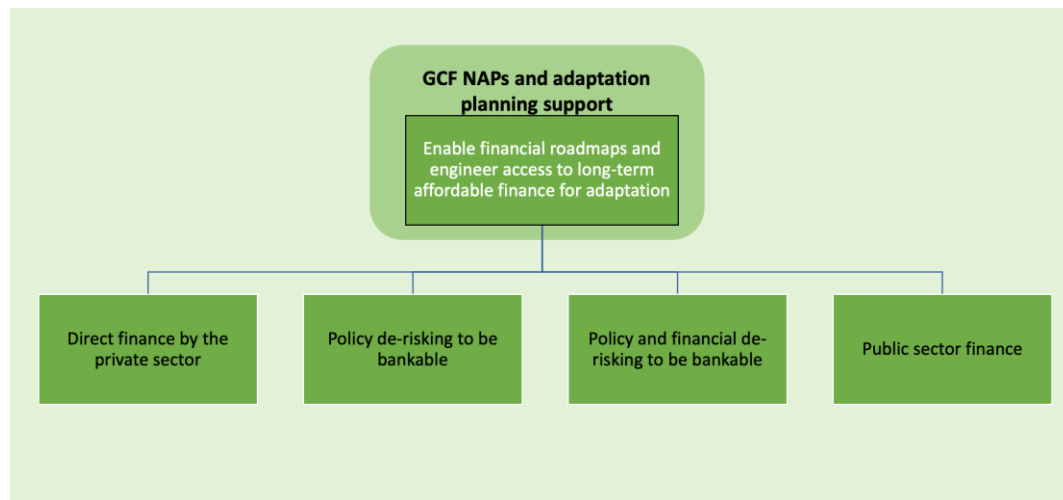 GCF NAPs and adaptation
planning support
Enable financial roadmaps and
engineer access to long-term
affordable finance for adaptation
Direct finance by the
private sector
Policy de-risking to be
bankable
Policy and financial de-
risking to be bankable
Public sector finance